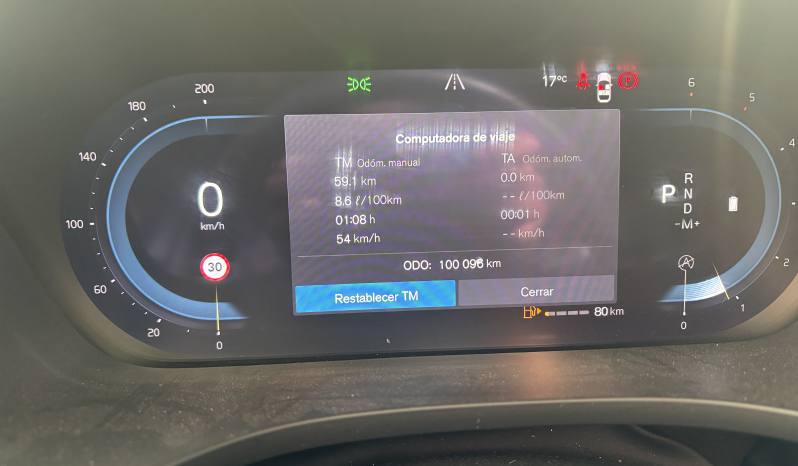 200
180
140
100
60
20
0
17°C
6
5
4
2
1
0
0
km/h
30
Computadora de viaje
TM Odóm. manual
59.1 km
8.6 ℓ/100km
01:08 h
54 km/h
TA Odóm. autom.
0.0 km
-- ℓ/100km
00:01 h
-- km/h
ODO: 100 096 km
Restablecer TM
Cerrar
P
R
N
D
-M+
A
80 km